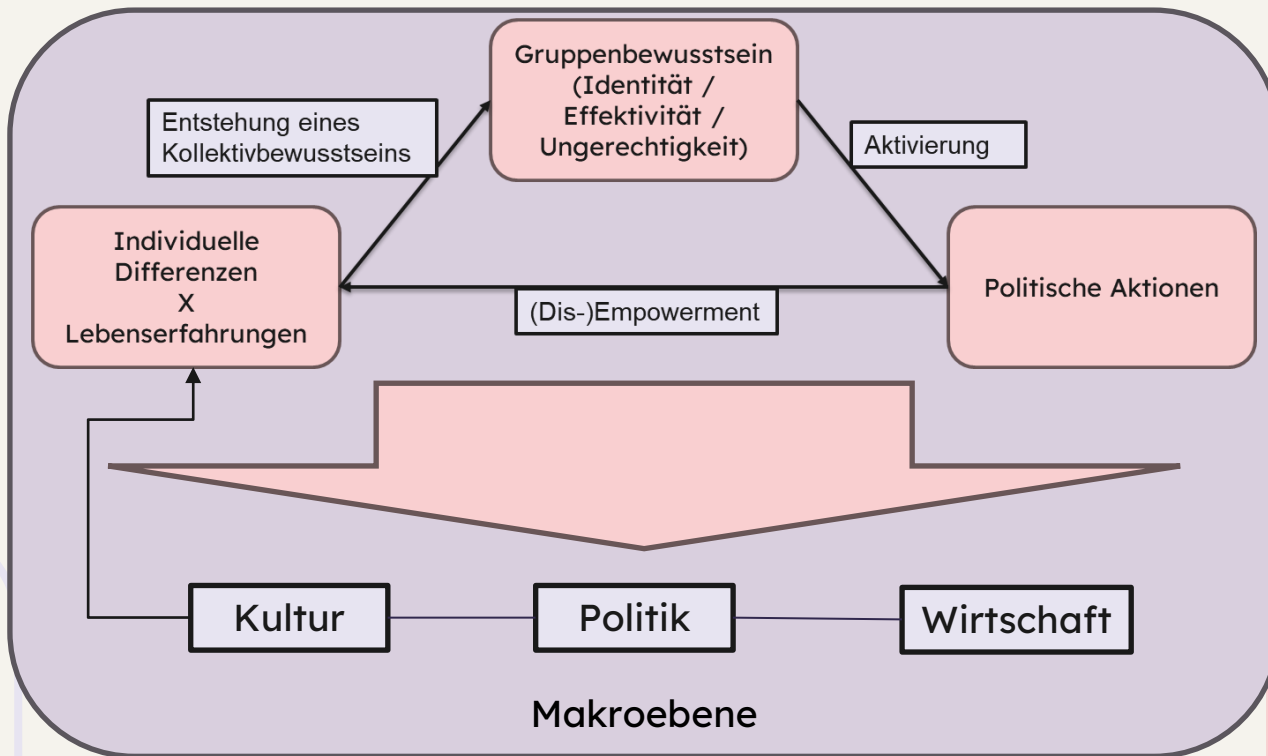 Gruppenbewusstsein
(Identität /
Effektivität /
Ungerechtigkeit)
Entstehung eines
Kollektivbewusstseins
Aktivierung
Individuelle
Differenzen
X
Lebenserfahrungen
Politische Aktionen
(Dis-)Empowerment
Kultur
Politik
Wirtschaft
Makroebene